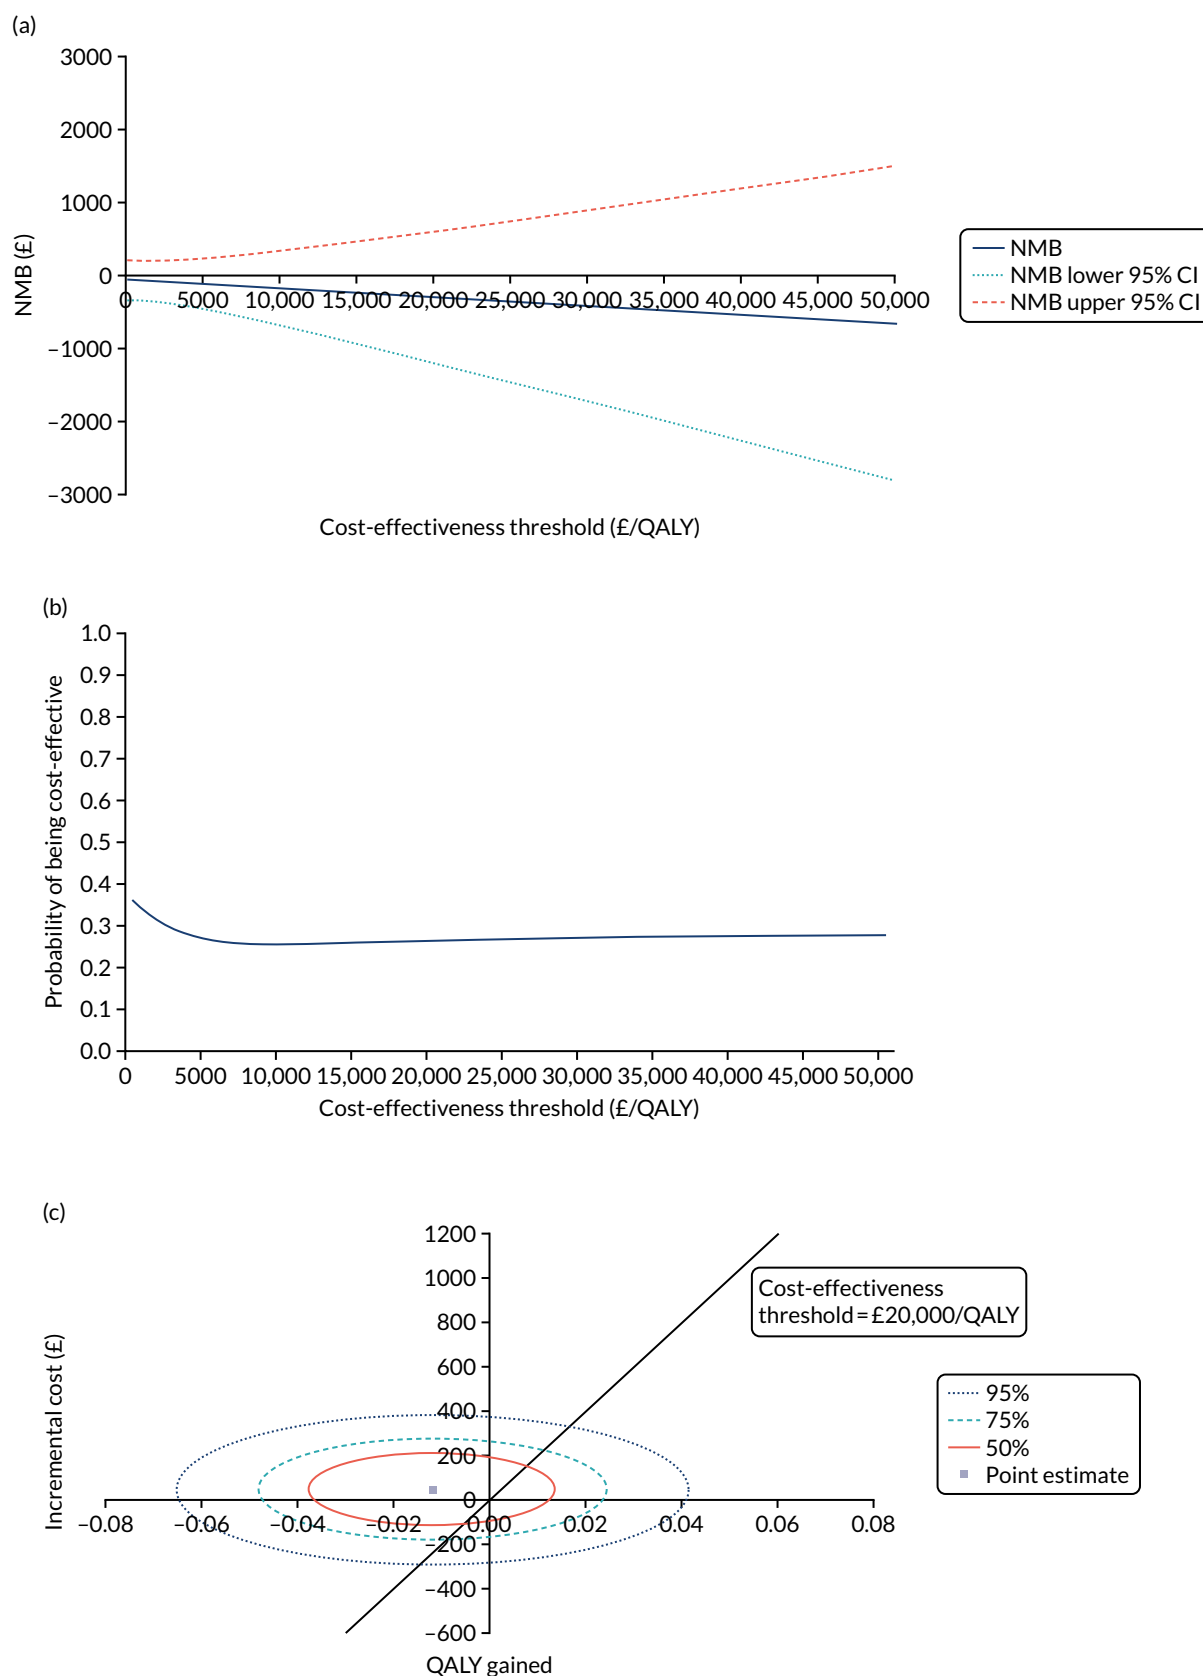 (a)
3000
2000
1000
0
−1000
−2000
−3000
NMB (£)
0 5000 10,000 15,000 20,000 25,000 30,000 35,000 40,000 45,000 50,000
Cost-effectiveness threshold (£/QALY)
NMB
NMB lower 95% CI
NMB upper 95% CI
(b)
1.0
0.9
0.8
0.7
0.6
0.5
0.4
0.3
0.2
0.1
0.0
Probability of being cost-effective
0 5000 10,000 15,000 20,000 25,000 30,000 35,000 40,000 45,000 50,000
Cost-effectiveness threshold (£/QALY)
(c)
1200
1000
800
600
400
200
0
−200
−400
−600
Incremental cost (£)
−0.08 −0.06 −0.04 −0.02 0.00 0.02 0.04 0.06 0.08
QALY gained
Cost-effectiveness
threshold = £20,000/QALY
95%
75%
50%
Point estimate